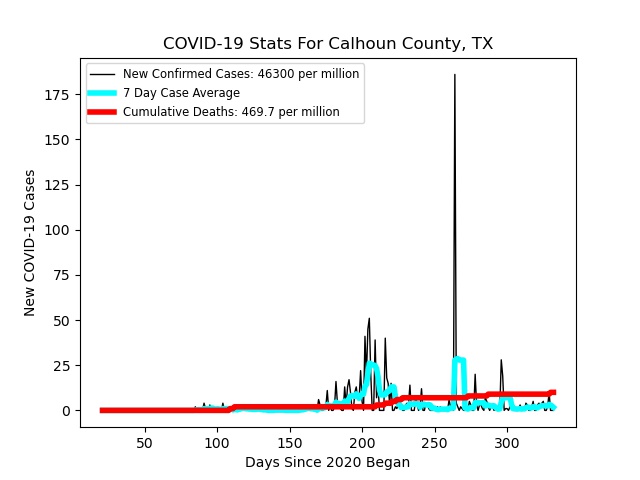 COVID-19 Stats For Calhoun County, TX
New Confirmed Cases: 46300 per million
7 Day Case Average
Cumulative Deaths: 469.7 per million
New COVID-19 Cases
175
150
125
100
75
50
25
0
50 100 150 200 250 300
Days Since 2020 Began